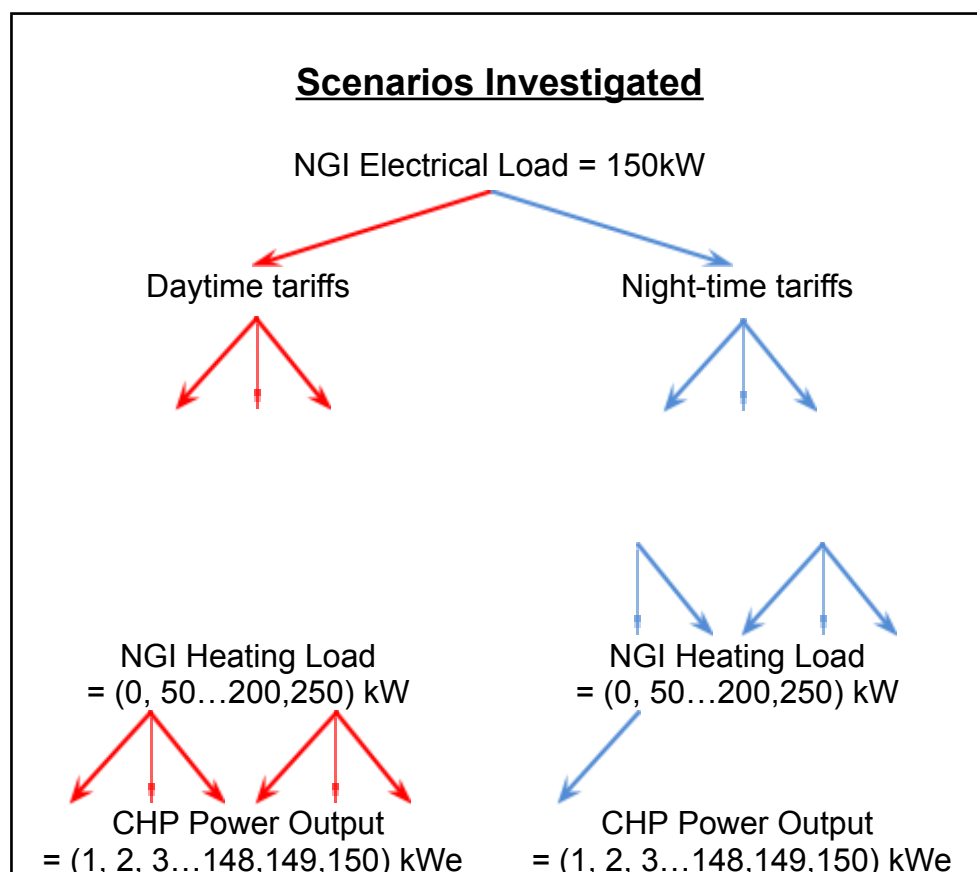 Scenarios Investigated
NGI Electrical Load = 150kW
Daytime tariffs
Night-time tariffs
NGI Heating Load
= (0, 50…200,250) kW
NGI Heating Load
= (0, 50…200,250) kW
CHP Power Output
= (1, 2, 3…148,149,150) kWe
CHP Power Output
= (1, 2, 3…148,149,150) kWe